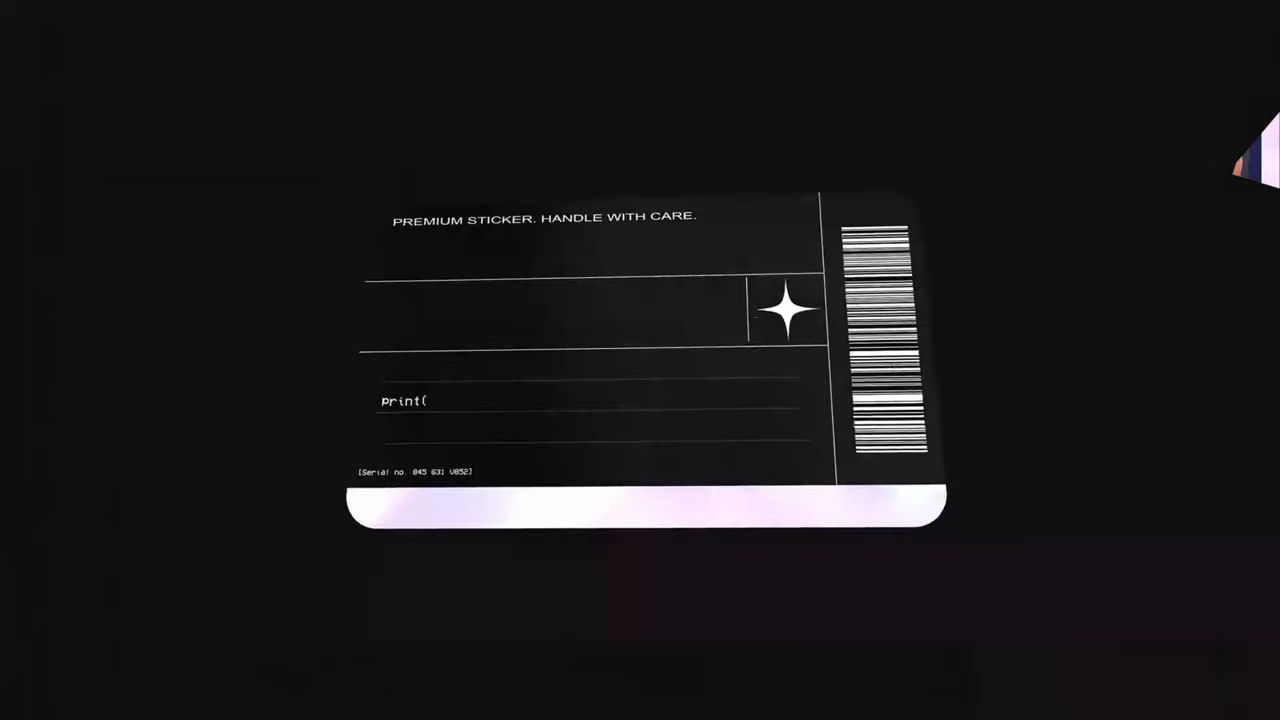 PREMIUM STICKER. HANDLE WITH CARE.
print(
[Serial no. 845 631 V852]